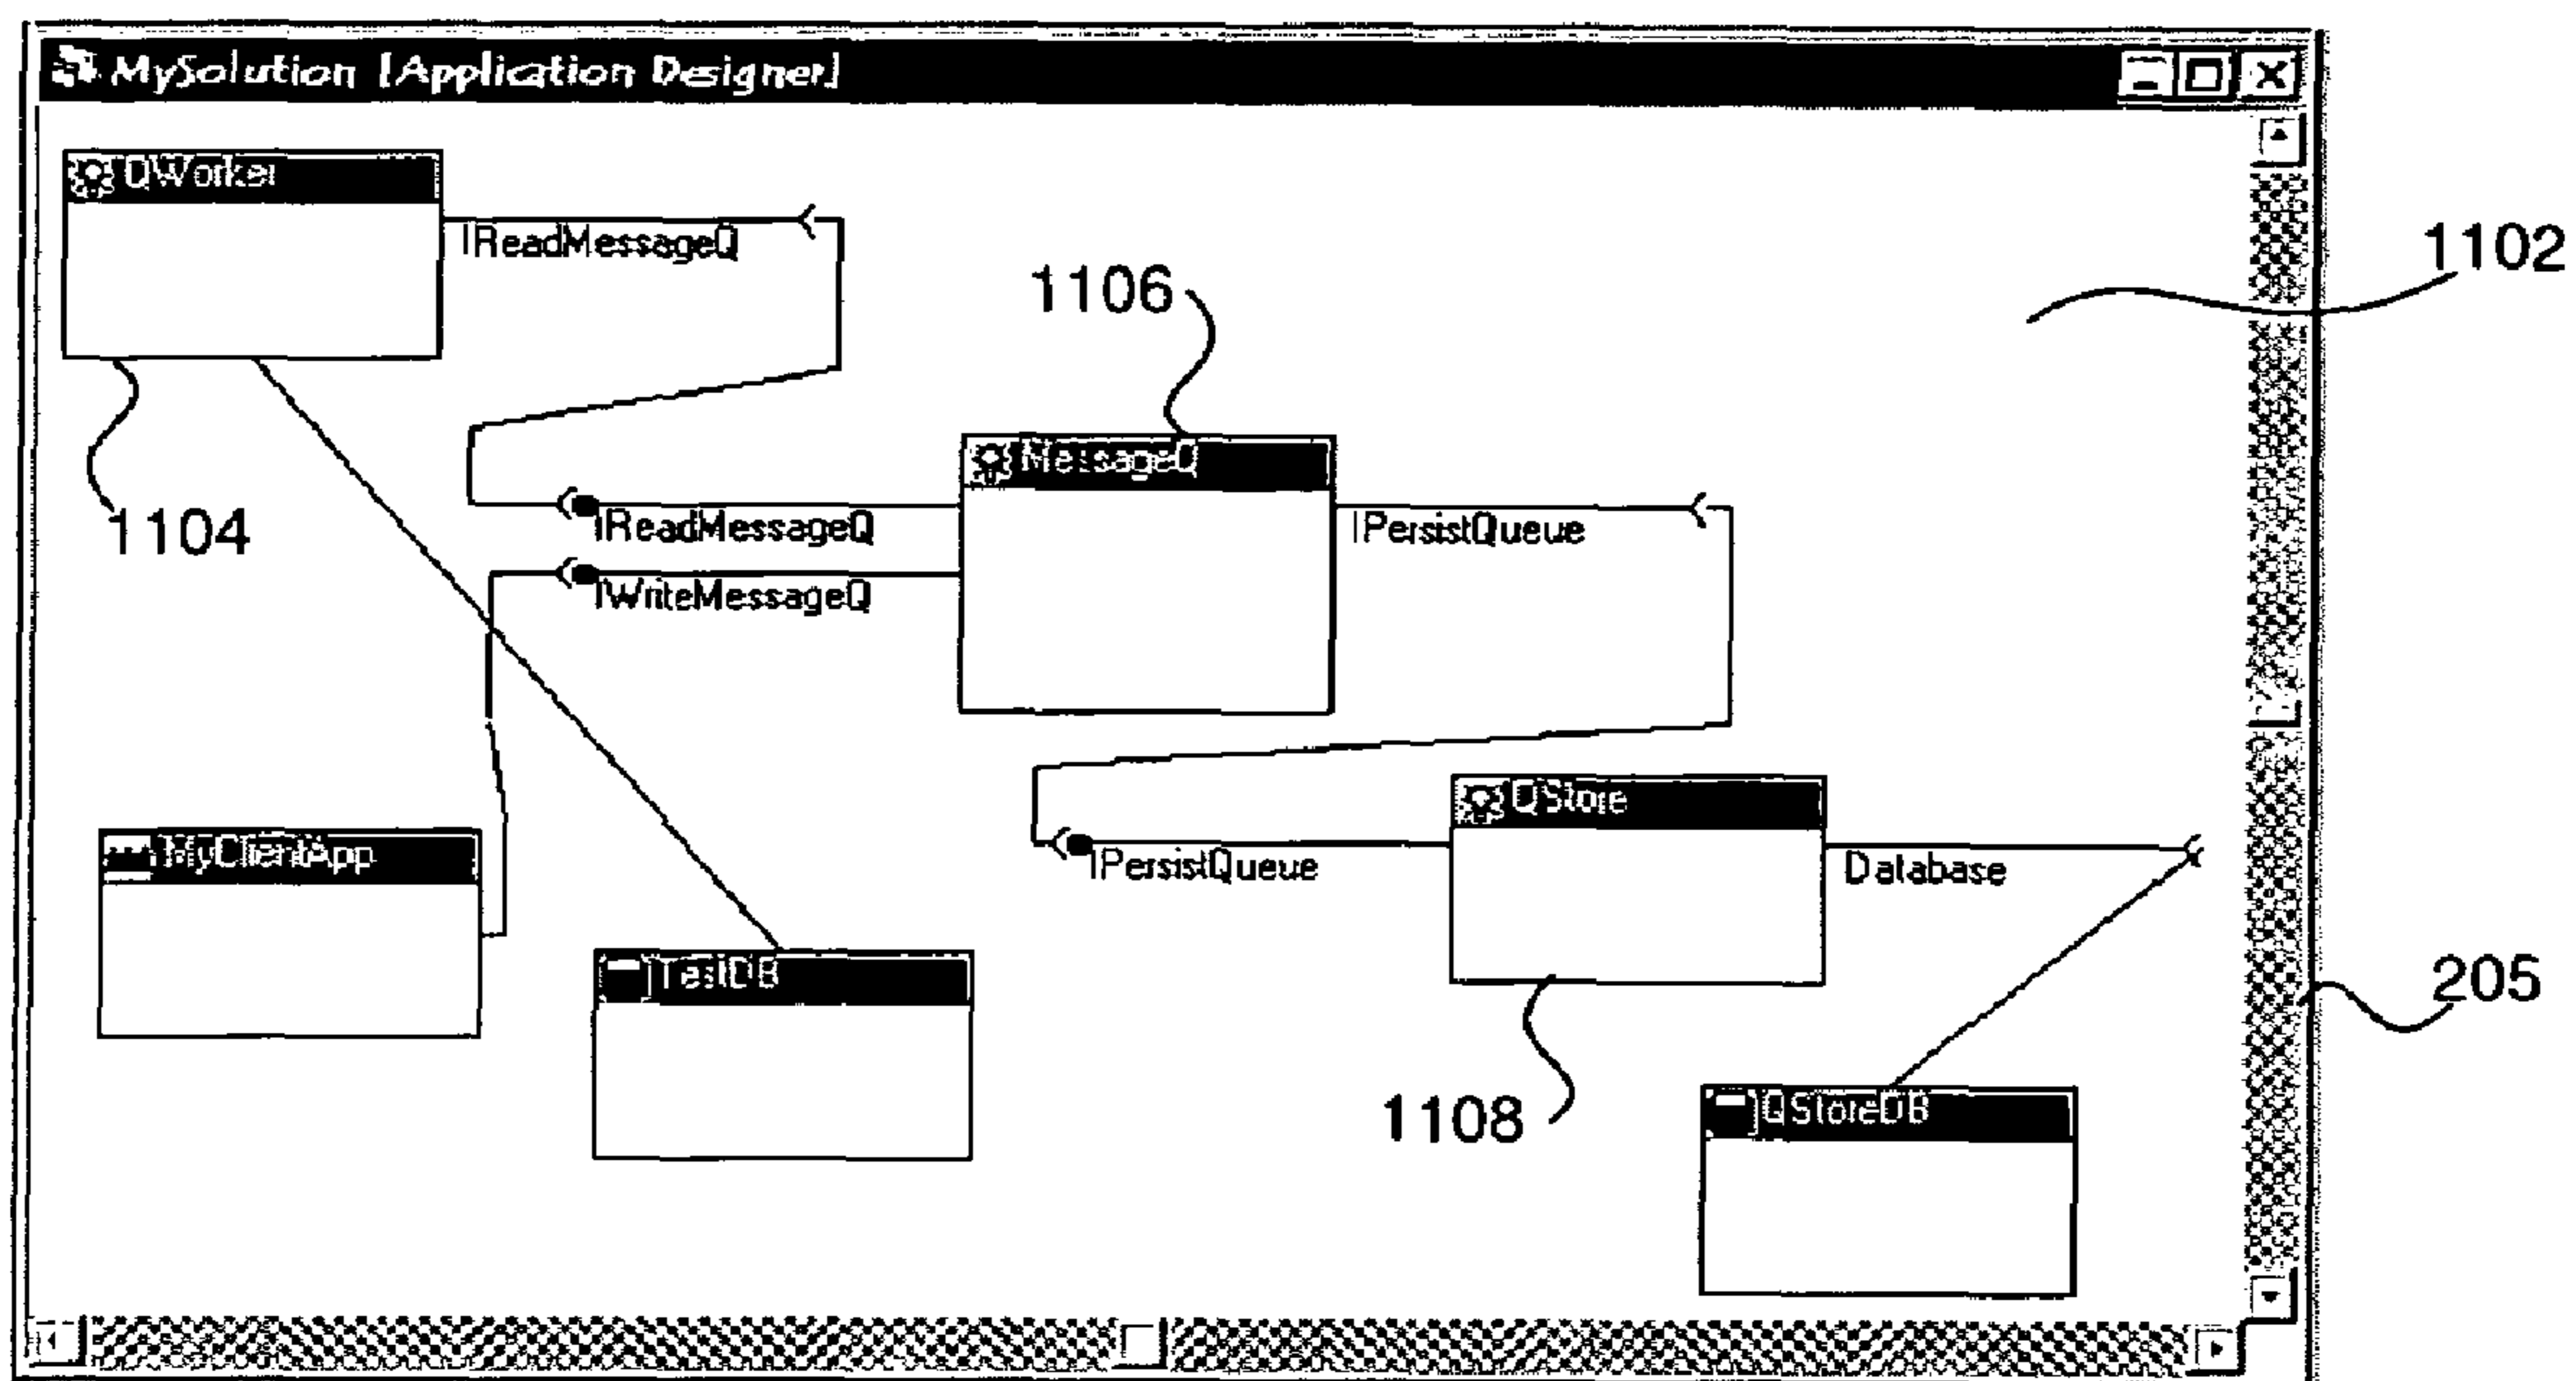 MySolution [Application Designer]
QWorker
IReadMessageQ
1102
1106
MessageQ
1104
IReadMessageQ
IPersistQueue
IWriteMessageQ
QStore
MyClientApp
IPersistQueue
Database
TestDB
205
1108
QStoreDB